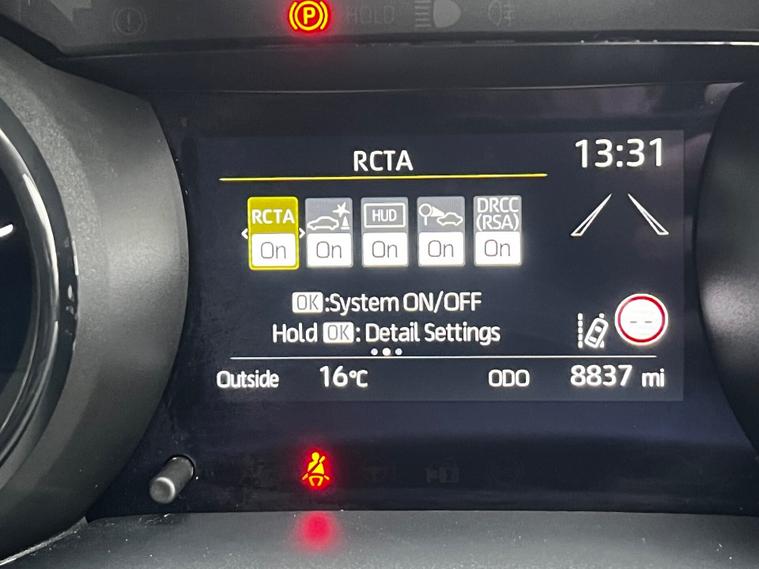 P HOLD
RCTA 13:31
RCTA HUD DRCC
(RSA)
On On On On On
OK:System ON/OFF
Hold OK: Detail Settings
Outside 16°C ODO 8837 mi